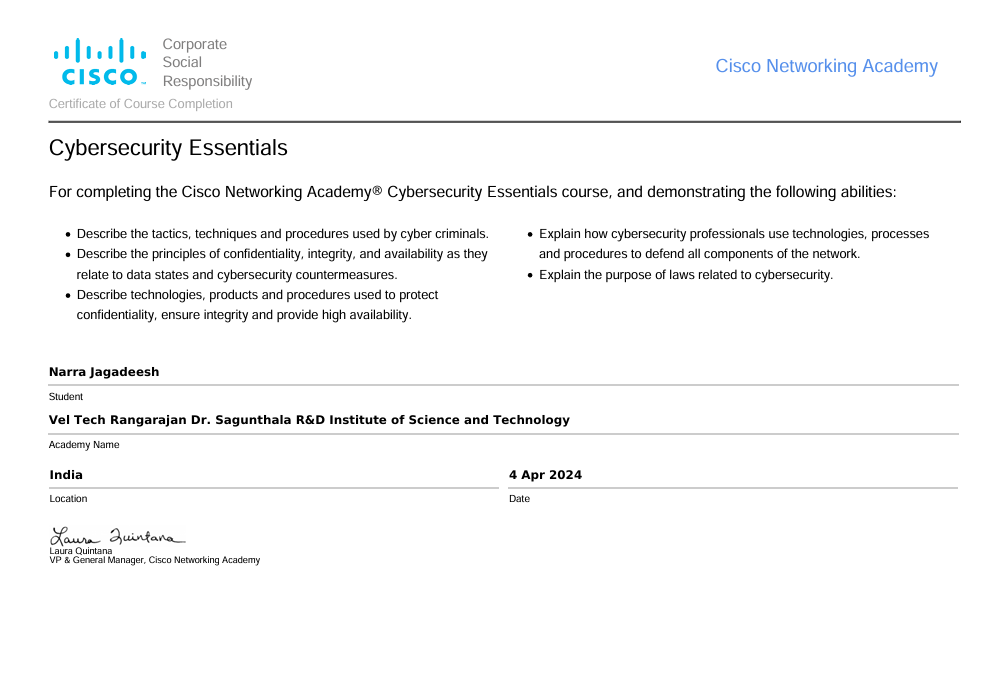 Corporate
Social
Responsibility
CISCO™
Cisco Networking Academy
Certificate of Course Completion
Cybersecurity Essentials
For completing the Cisco Networking Academy® Cybersecurity Essentials course, and demonstrating the following abilities:
• Describe the tactics, techniques and procedures used by cyber criminals.
• Describe the principles of confidentiality, integrity, and availability as they
relate to data states and cybersecurity countermeasures.
• Describe technologies, products and procedures used to protect
confidentiality, ensure integrity and provide high availability.
• Explain how cybersecurity professionals use technologies, processes
and procedures to defend all components of the network.
• Explain the purpose of laws related to cybersecurity.
Narra Jagadeesh
Student
Vel Tech Rangarajan Dr. Sagunthala R&D Institute of Science and Technology
Academy Name
India
Location
4 Apr 2024
Date
Laura Quintana
Laura Quintana
VP & General Manager, Cisco Networking Academy